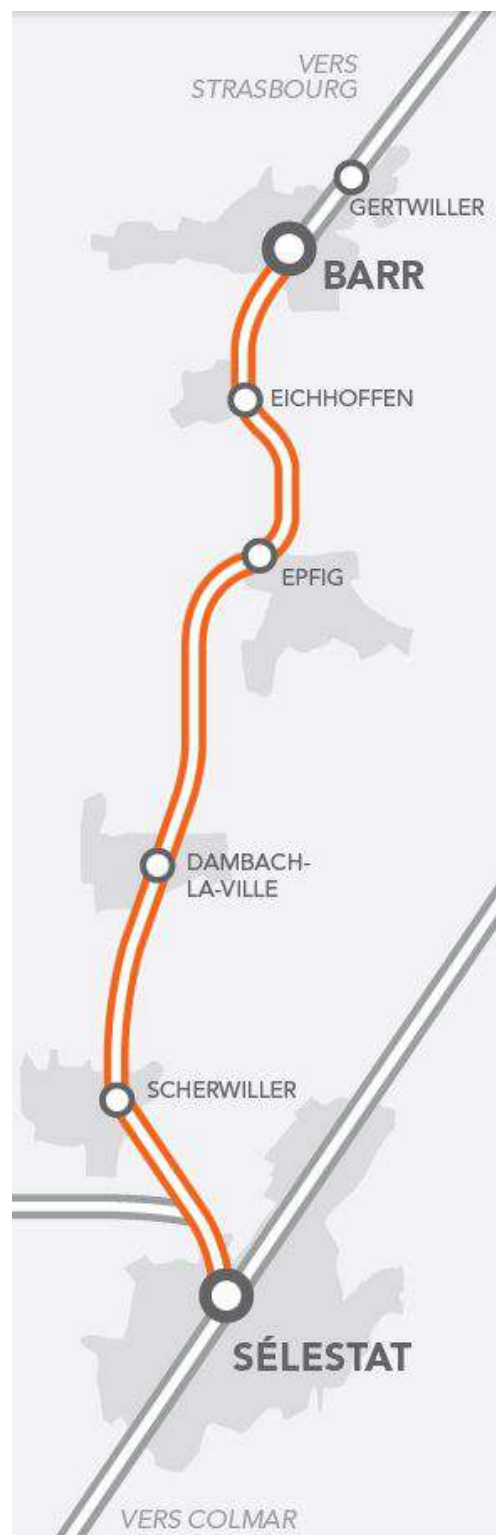 VERS
STRASBOURG
GERTWILLER
BARR
EICHHOFFEN
EPFIG
DAMBACH-
LA-VILLE
SCHERWILLER
SÉLESTAT
VERS COLMAR